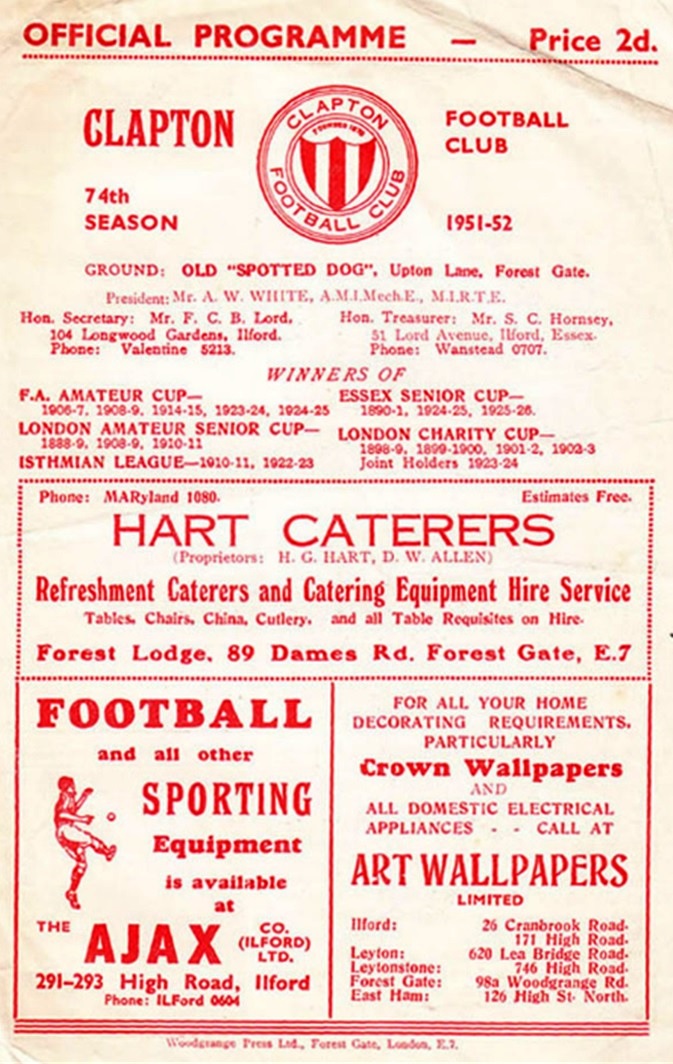 OFFICIAL PROGRAMME — Price 2d.
CLAPTON
FOOTBALL CLUB
CLAPTON
FOUNDED 1878
FOOTBALL CLUB
74th SEASON
1951-52
GROUND: OLD "SPOTTED DOG", Upton Lane, Forest Gate.
President: Mr. A. W. WHITE, A.M.I.Mech.E., M.I.R.T.E.
Hon. Secretary: Mr. F. C. B. Lord,
104 Longwood Gardens, Ilford.
Phone: Valentine 5213.
Hon. Treasurer: Mr. S. C. Hornsey,
51 Lord Avenue, Ilford, Essex.
Phone: Wanstead 0707.
WINNERS OF
F.A. AMATEUR CUP—
1906-7, 1908-9, 1914-15, 1923-24, 1924-25
LONDON AMATEUR SENIOR CUP—
1888-9, 1908-9, 1910-11
ISTHMIAN LEAGUE—1910-11, 1922-23
ESSEX SENIOR CUP—
1890-1, 1924-25, 1925-26.
LONDON CHARITY CUP—
1898-9, 1899-1900, 1901-2, 1902-3
Joint Holders 1923-24
Phone: MARyland 1080. Estimates Free.
HART CATERERS
(Proprietors: H. G. HART, D. W. ALLEN)
Refreshment Caterers and Catering Equipment Hire Service
Tables, Chairs, China, Cutlery, and all Table Requisites on Hire.
Forest Lodge, 89 Dames Rd. Forest Gate, E.7
FOOTBALL
and all other
SPORTING
Equipment
is available
at
THE AJAX CO. (ILFORD) LTD.
291-293 High Road, Ilford
Phone: ILFord 0604
FOR ALL YOUR HOME
DECORATING REQUIREMENTS,
PARTICULARLY
Crown Wallpapers
AND
ALL DOMESTIC ELECTRICAL
APPLIANCES - - CALL AT
ART WALLPAPERS
LIMITED
Ilford: 26 Cranbrook Road.
171 High Road.
Leyton: 620 Lea Bridge Road.
Leytonstone: 746 High Road.
Forest Gate: 98a Woodgrange Rd.
East Ham: 126 High St. North.
Woodgrange Press Ltd., Forest Gate, London, E.7.